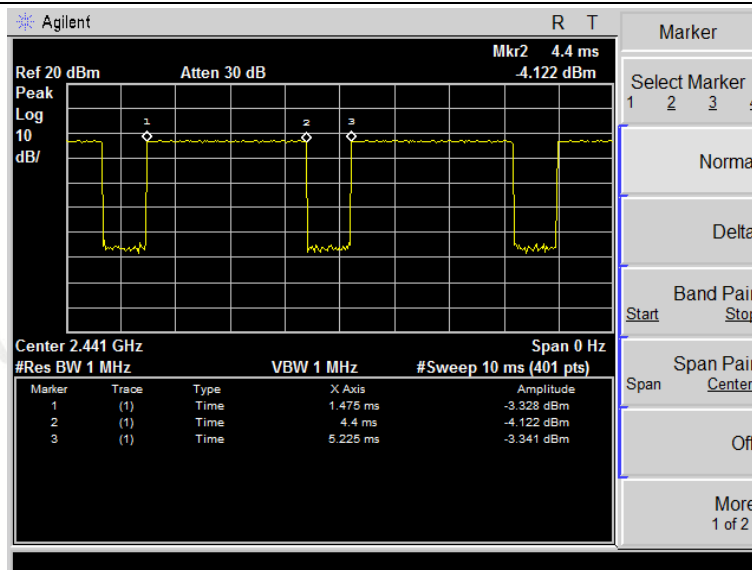 Agilent R T
Mkr2 4.4 ms
Ref 20 dBm Atten 30 dB -4.122 dBm
Peak
Log
10
dB/
1 2 3
Center 2.441 GHz Span 0 Hz
#Res BW 1 MHz VBW 1 MHz #Sweep 10 ms (401 pts)
Marker Trace Type X Axis Amplitude
1 (1) Time 1.475 ms -3.328 dBm
2 (1) Time 4.4 ms -4.122 dBm
3 (1) Time 5.225 ms -3.341 dBm
Marker
Select Marker
1 2 3 4
Norma
Delta
Band Pair
Start Stop
Span Pair
Span Center
Off
More
1 of 2